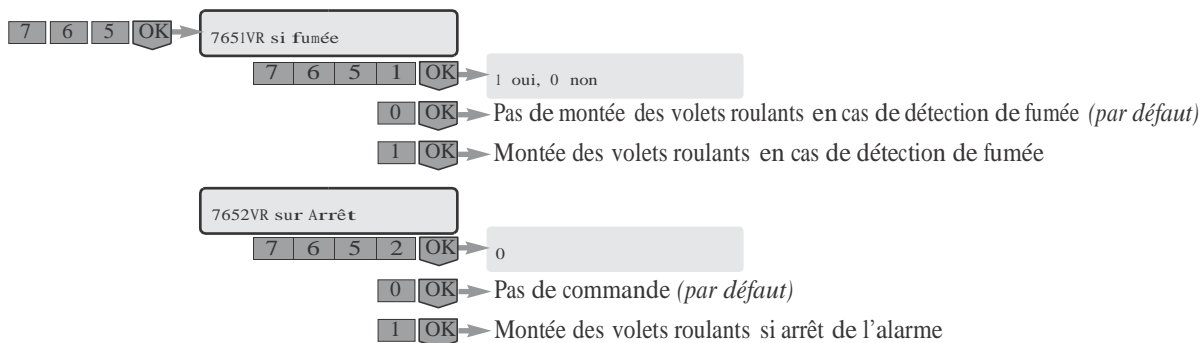 7 6 5 OK 7651VR si fumée
7 6 5 1 OK 1 oui, 0 non
0 OK Pas de montée des volets roulants en cas de détection de fumée (par défaut)
1 OK Montée des volets roulants en cas de détection de fumée
7652VR sur Arrêt
7 6 5 2 OK 0
0 OK Pas de commande (par défaut)
1 OK Montée des volets roulants si arrêt de l'alarme